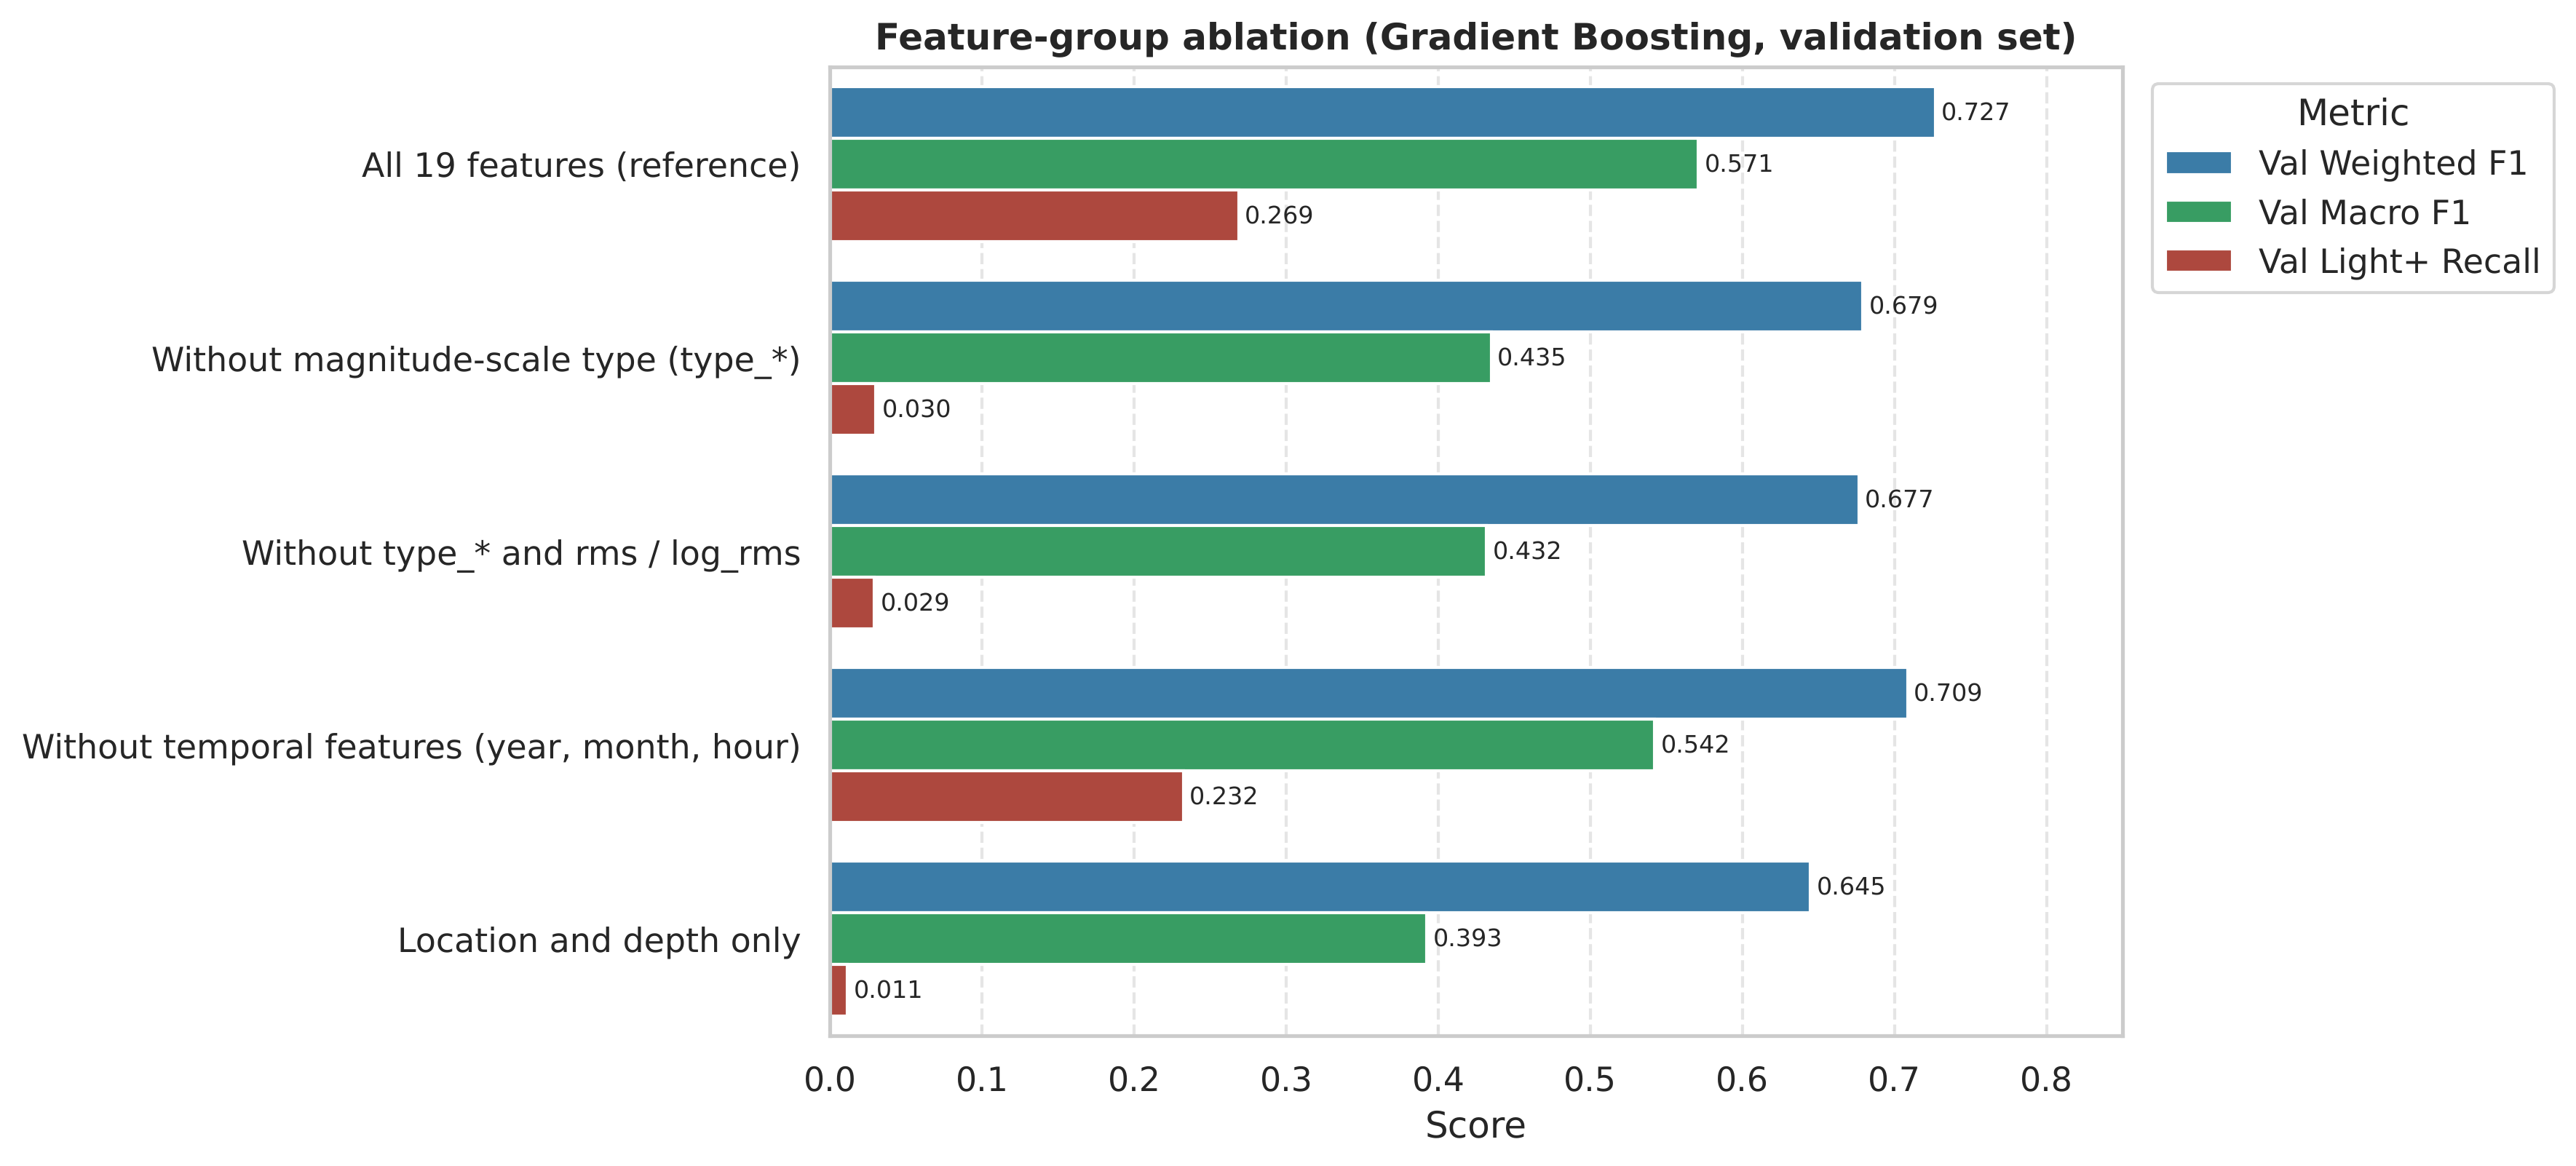 Feature-group ablation (Gradient Boosting, validation set)
Metric
Val Weighted F1
Val Macro F1
Val Light+ Recall
All 19 features (reference)
0.727
0.571
0.269
Without magnitude-scale type (type_*)
0.679
0.435
0.030
Without type_* and rms / log_rms
0.677
0.432
0.029
Without temporal features (year, month, hour)
0.709
0.542
0.232
Location and depth only
0.645
0.393
0.011
0.0 0.1 0.2 0.3 0.4 0.5 0.6 0.7 0.8
Score